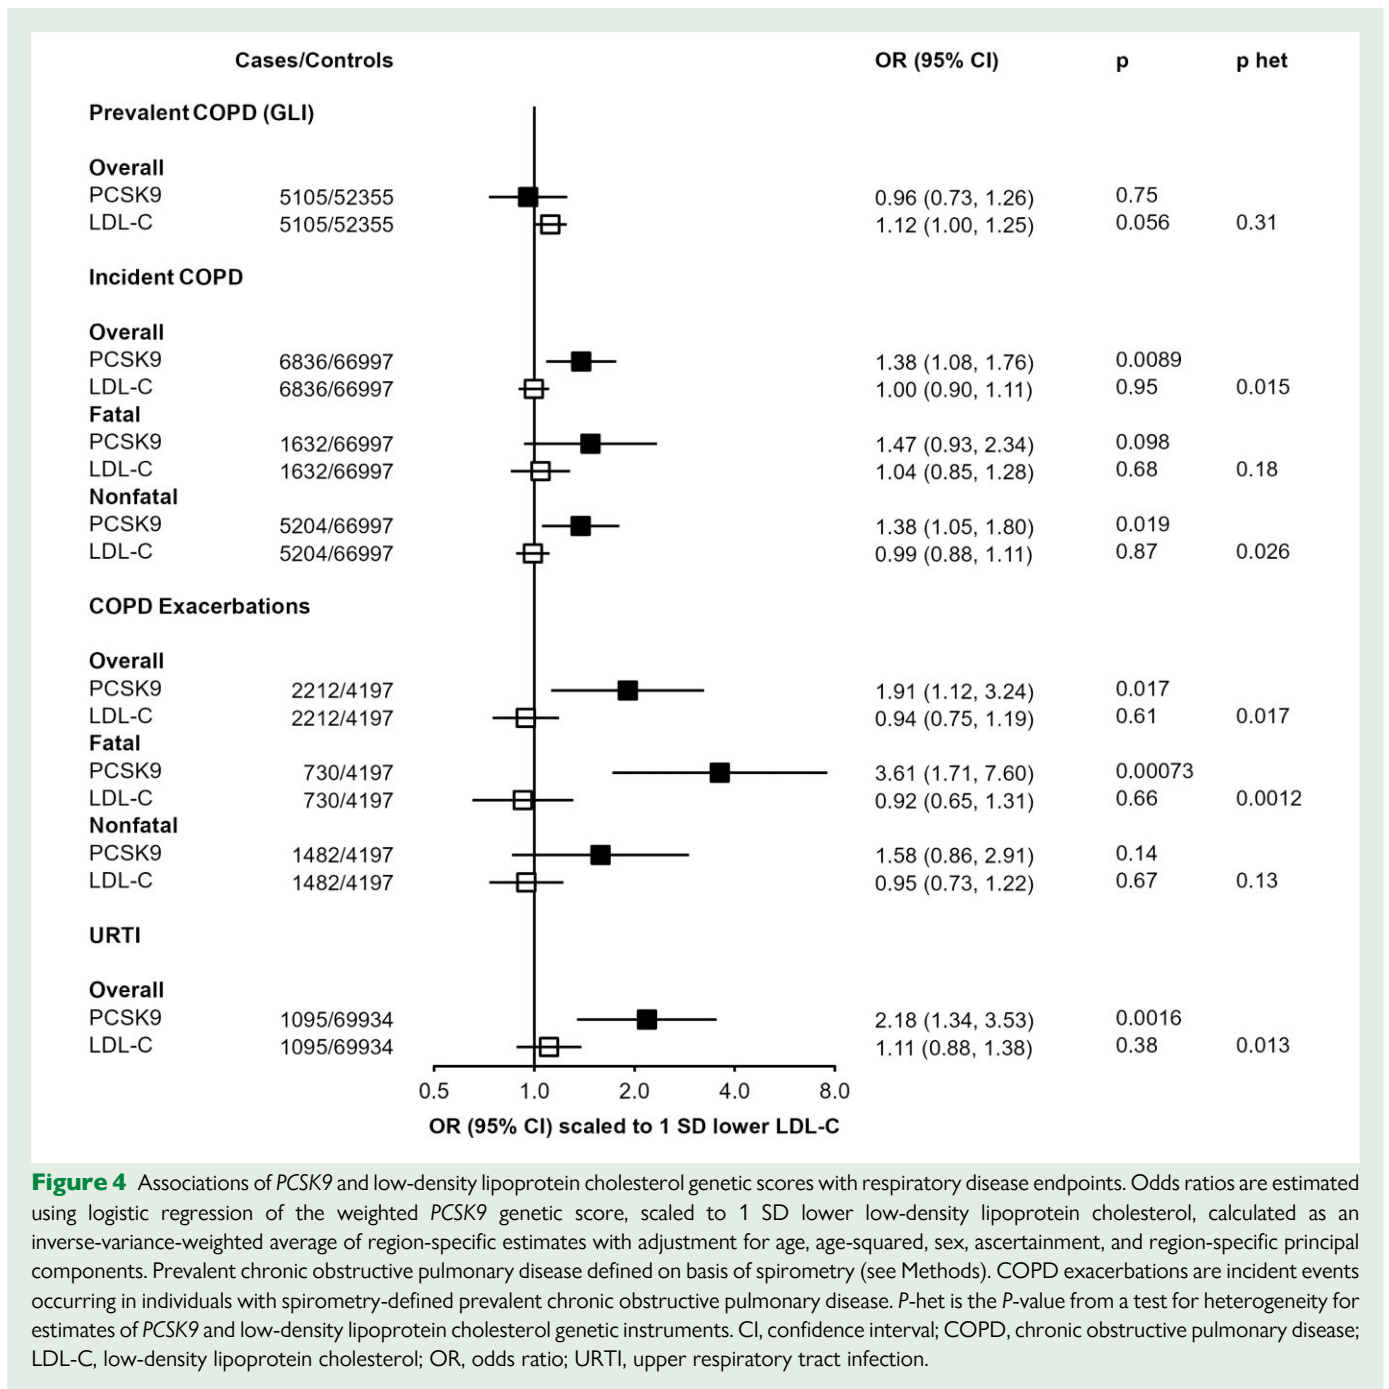 Cases/Controls OR (95% CI) p p het
Prevalent COPD (GLI)
Overall
PCSK9 5105/52355 0.96 (0.73, 1.26) 0.75
LDL-C 5105/52355 1.12 (1.00, 1.25) 0.056 0.31
Incident COPD
Overall
PCSK9 6836/66997 1.38 (1.08, 1.76) 0.0089
LDL-C 6836/66997 1.00 (0.90, 1.11) 0.95 0.015
Fatal
PCSK9 1632/66997 1.47 (0.93, 2.34) 0.098
LDL-C 1632/66997 1.04 (0.85, 1.28) 0.68 0.18
Nonfatal
PCSK9 5204/66997 1.38 (1.05, 1.80) 0.019
LDL-C 5204/66997 0.99 (0.88, 1.11) 0.87 0.026
COPD Exacerbations
Overall
PCSK9 2212/4197 1.91 (1.12, 3.24) 0.017
LDL-C 2212/4197 0.94 (0.75, 1.19) 0.61 0.017
Fatal
PCSK9 730/4197 3.61 (1.71, 7.60) 0.00073
LDL-C 730/4197 0.92 (0.65, 1.31) 0.66 0.0012
Nonfatal
PCSK9 1482/4197 1.58 (0.86, 2.91) 0.14
LDL-C 1482/4197 0.95 (0.73, 1.22) 0.67 0.13
URTI
Overall
PCSK9 1095/69934 2.18 (1.34, 3.53) 0.0016
LDL-C 1095/69934 1.11 (0.88, 1.38) 0.38 0.013
0.5 1.0 2.0 4.0 8.0
OR (95% CI) scaled to 1 SD lower LDL-C
Figure 4 Associations of PCSK9 and low-density lipoprotein cholesterol genetic scores with respiratory disease endpoints. Odds ratios are estimated
using logistic regression of the weighted PCSK9 genetic score, scaled to 1 SD lower low-density lipoprotein cholesterol, calculated as an
inverse-variance-weighted average of region-specific estimates with adjustment for age, age-squared, sex, ascertainment, and region-specific principal
components. Prevalent chronic obstructive pulmonary disease defined on basis of spirometry (see Methods). COPD exacerbations are incident events
occurring in individuals with spirometry-defined prevalent chronic obstructive pulmonary disease. P-het is the P-value from a test for heterogeneity for
estimates of PCSK9 and low-density lipoprotein cholesterol genetic instruments. CI, confidence interval; COPD, chronic obstructive pulmonary disease;
LDL-C, low-density lipoprotein cholesterol; OR, odds ratio; URTI, upper respiratory tract infection.